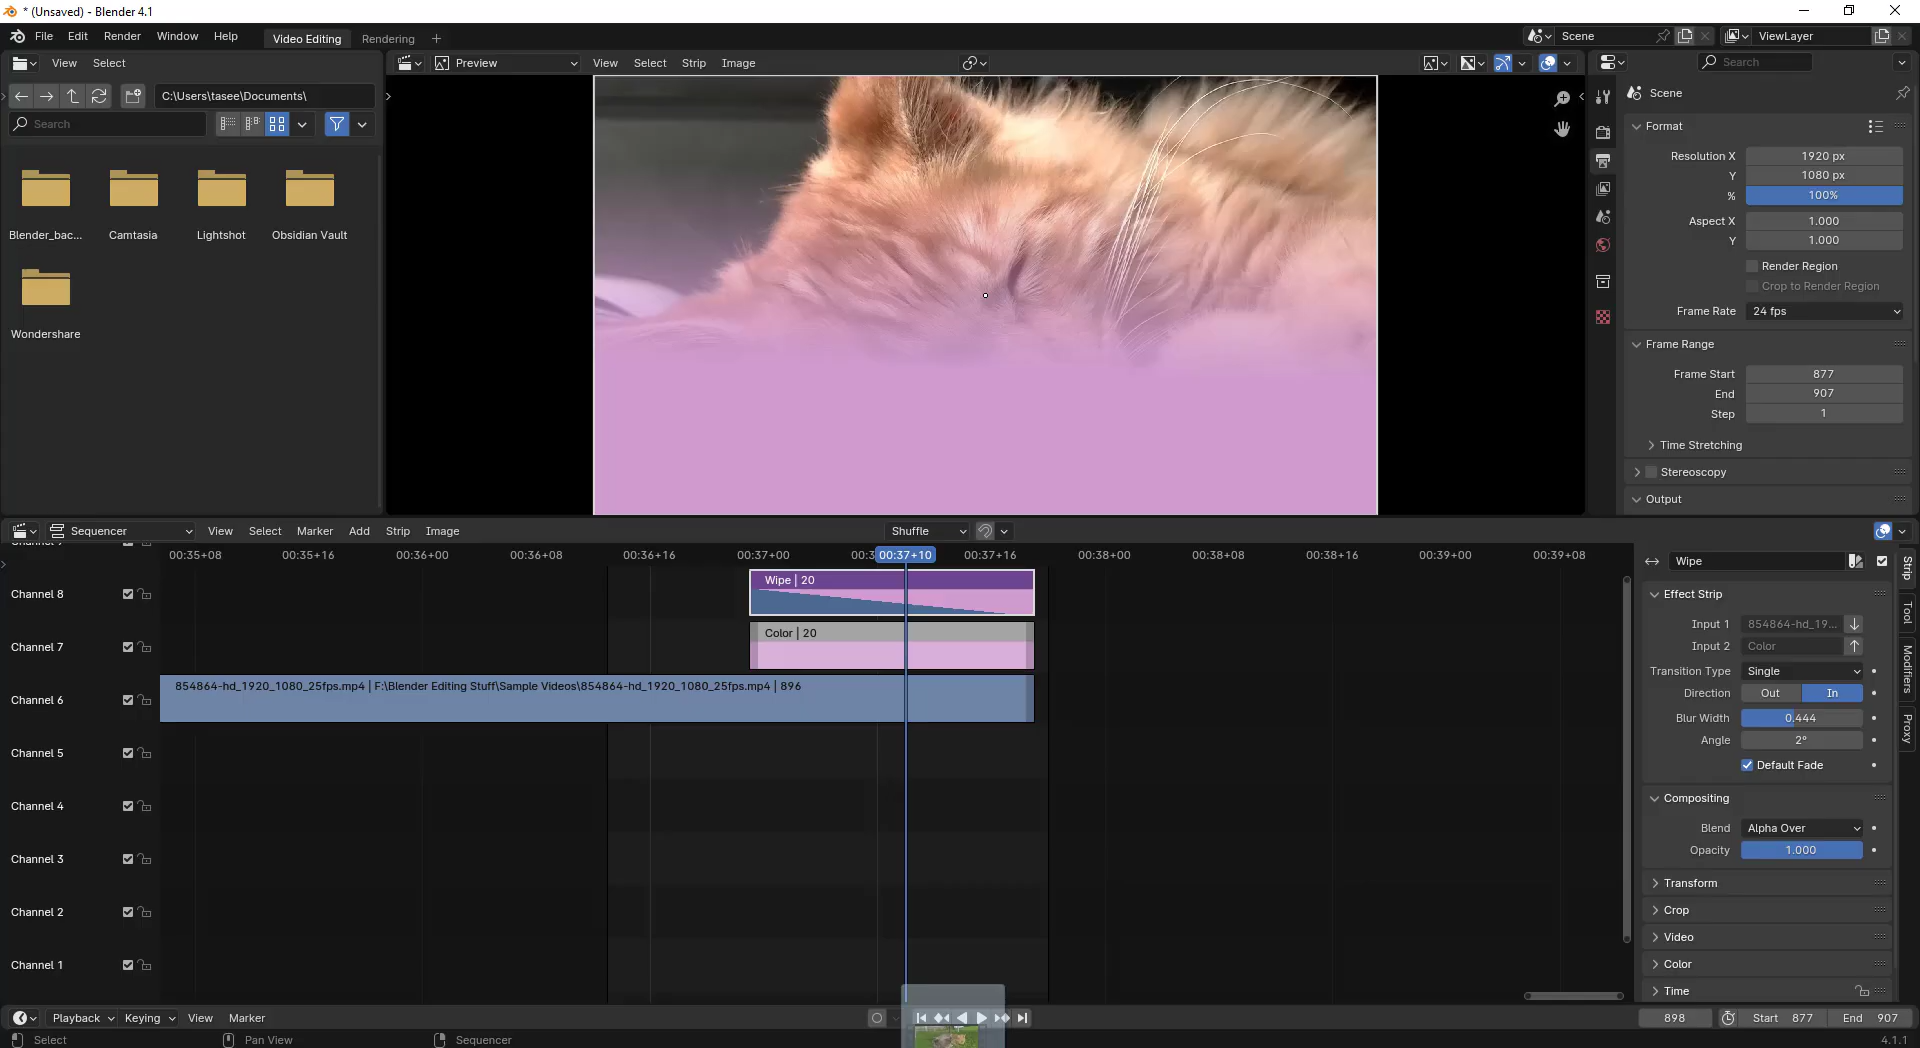 * (Unsaved) - Blender 4.1
File Edit Render Window Help Video Editing Rendering + Scene ViewLayer
View Select Preview View Select Strip Image Search
C:\Users\tasee\Documents\ Scene
Search
Format
Resolution X 1920 px
Y 1080 px
% 100%
Aspect X 1.000
Y 1.000
Render Region
Crop to Render Region
Frame Rate 24 fps
Blender_bac... Camtasia Lightshot Obsidian Vault
Wondershare
Frame Range
Frame Start 877
End 907
Step 1
Time Stretching
Stereoscopy
Output
Sequencer View Select Marker Add Strip Image Shuffle
00:35+08 00:35+16 00:36+00 00:36+08 00:36+16 00:37+00 00:3 00:37+10 00:37+16 00:38+00 00:38+08 00:38+16 00:39+00 00:39+08
Channel 8
Channel 7
Channel 6
Channel 5
Channel 4
Channel 3
Channel 2
Channel 1
Wipe | 20
Color | 20
854864-hd_1920_1080_25fps.mp4 | F:\Blender Editing Stuff\Sample Videos\854864-hd_1920_1080_25fps.mp4 | 896
Wipe
Effect Strip
Input 1 854864-hd_19...
Input 2 Color
Transition Type Single
Direction Out In
Blur Width 0.444
Angle 2°
Default Fade
Compositing
Blend Alpha Over
Opacity 1.000
Transform
Crop
Video
Color
Time
Strip
Tool
Modifiers
Proxy
Playback Keying View Marker 898 Start 877 End 907
Select Pan View Sequencer 4.1.1